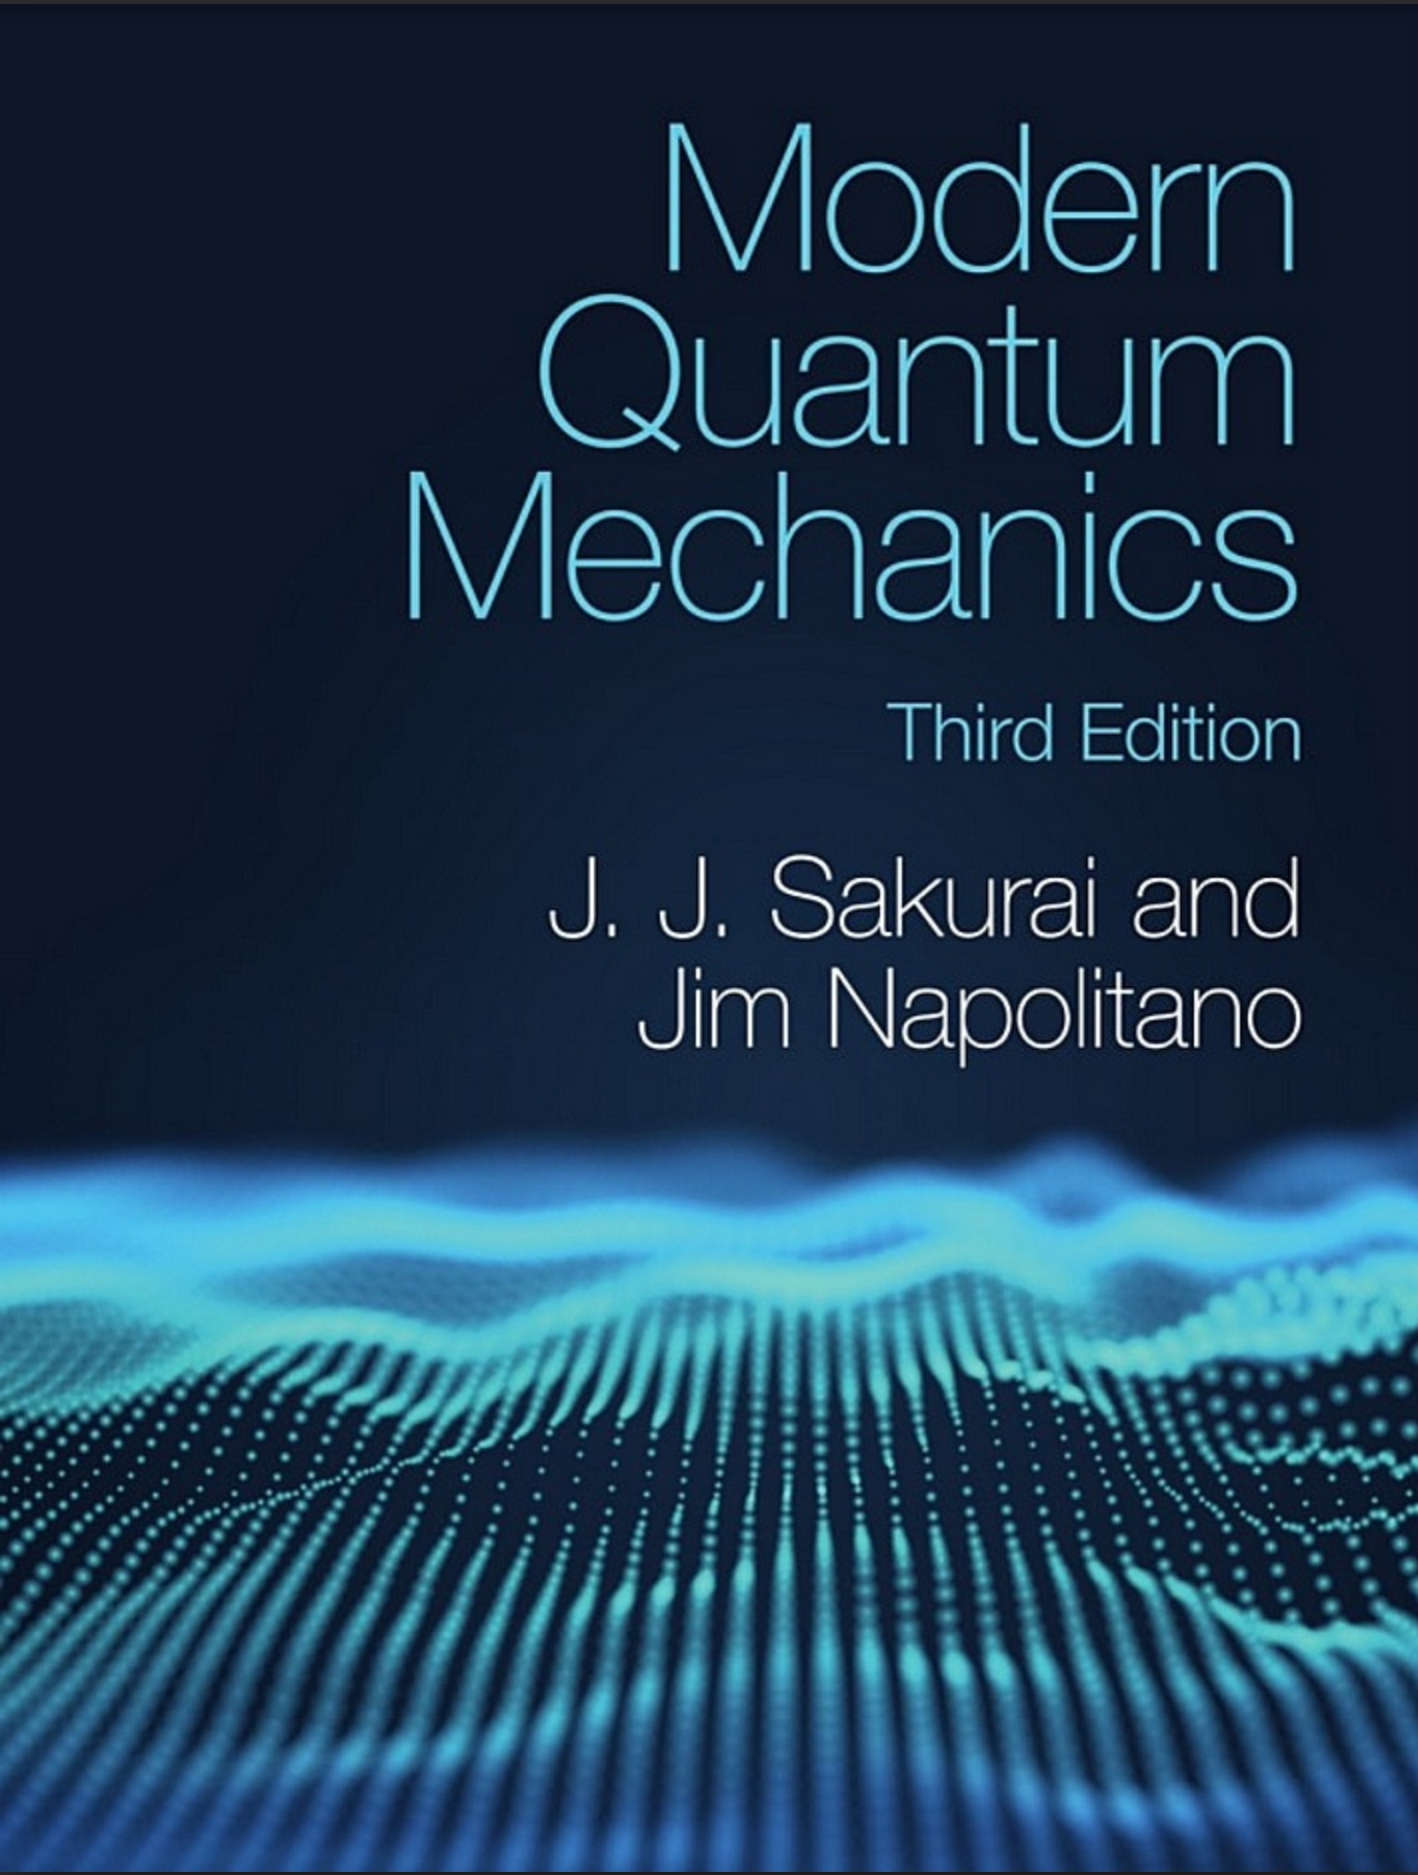 Modern
Quantum
Mechanics
Third Edition
J. J. Sakurai and
Jim Napolitano